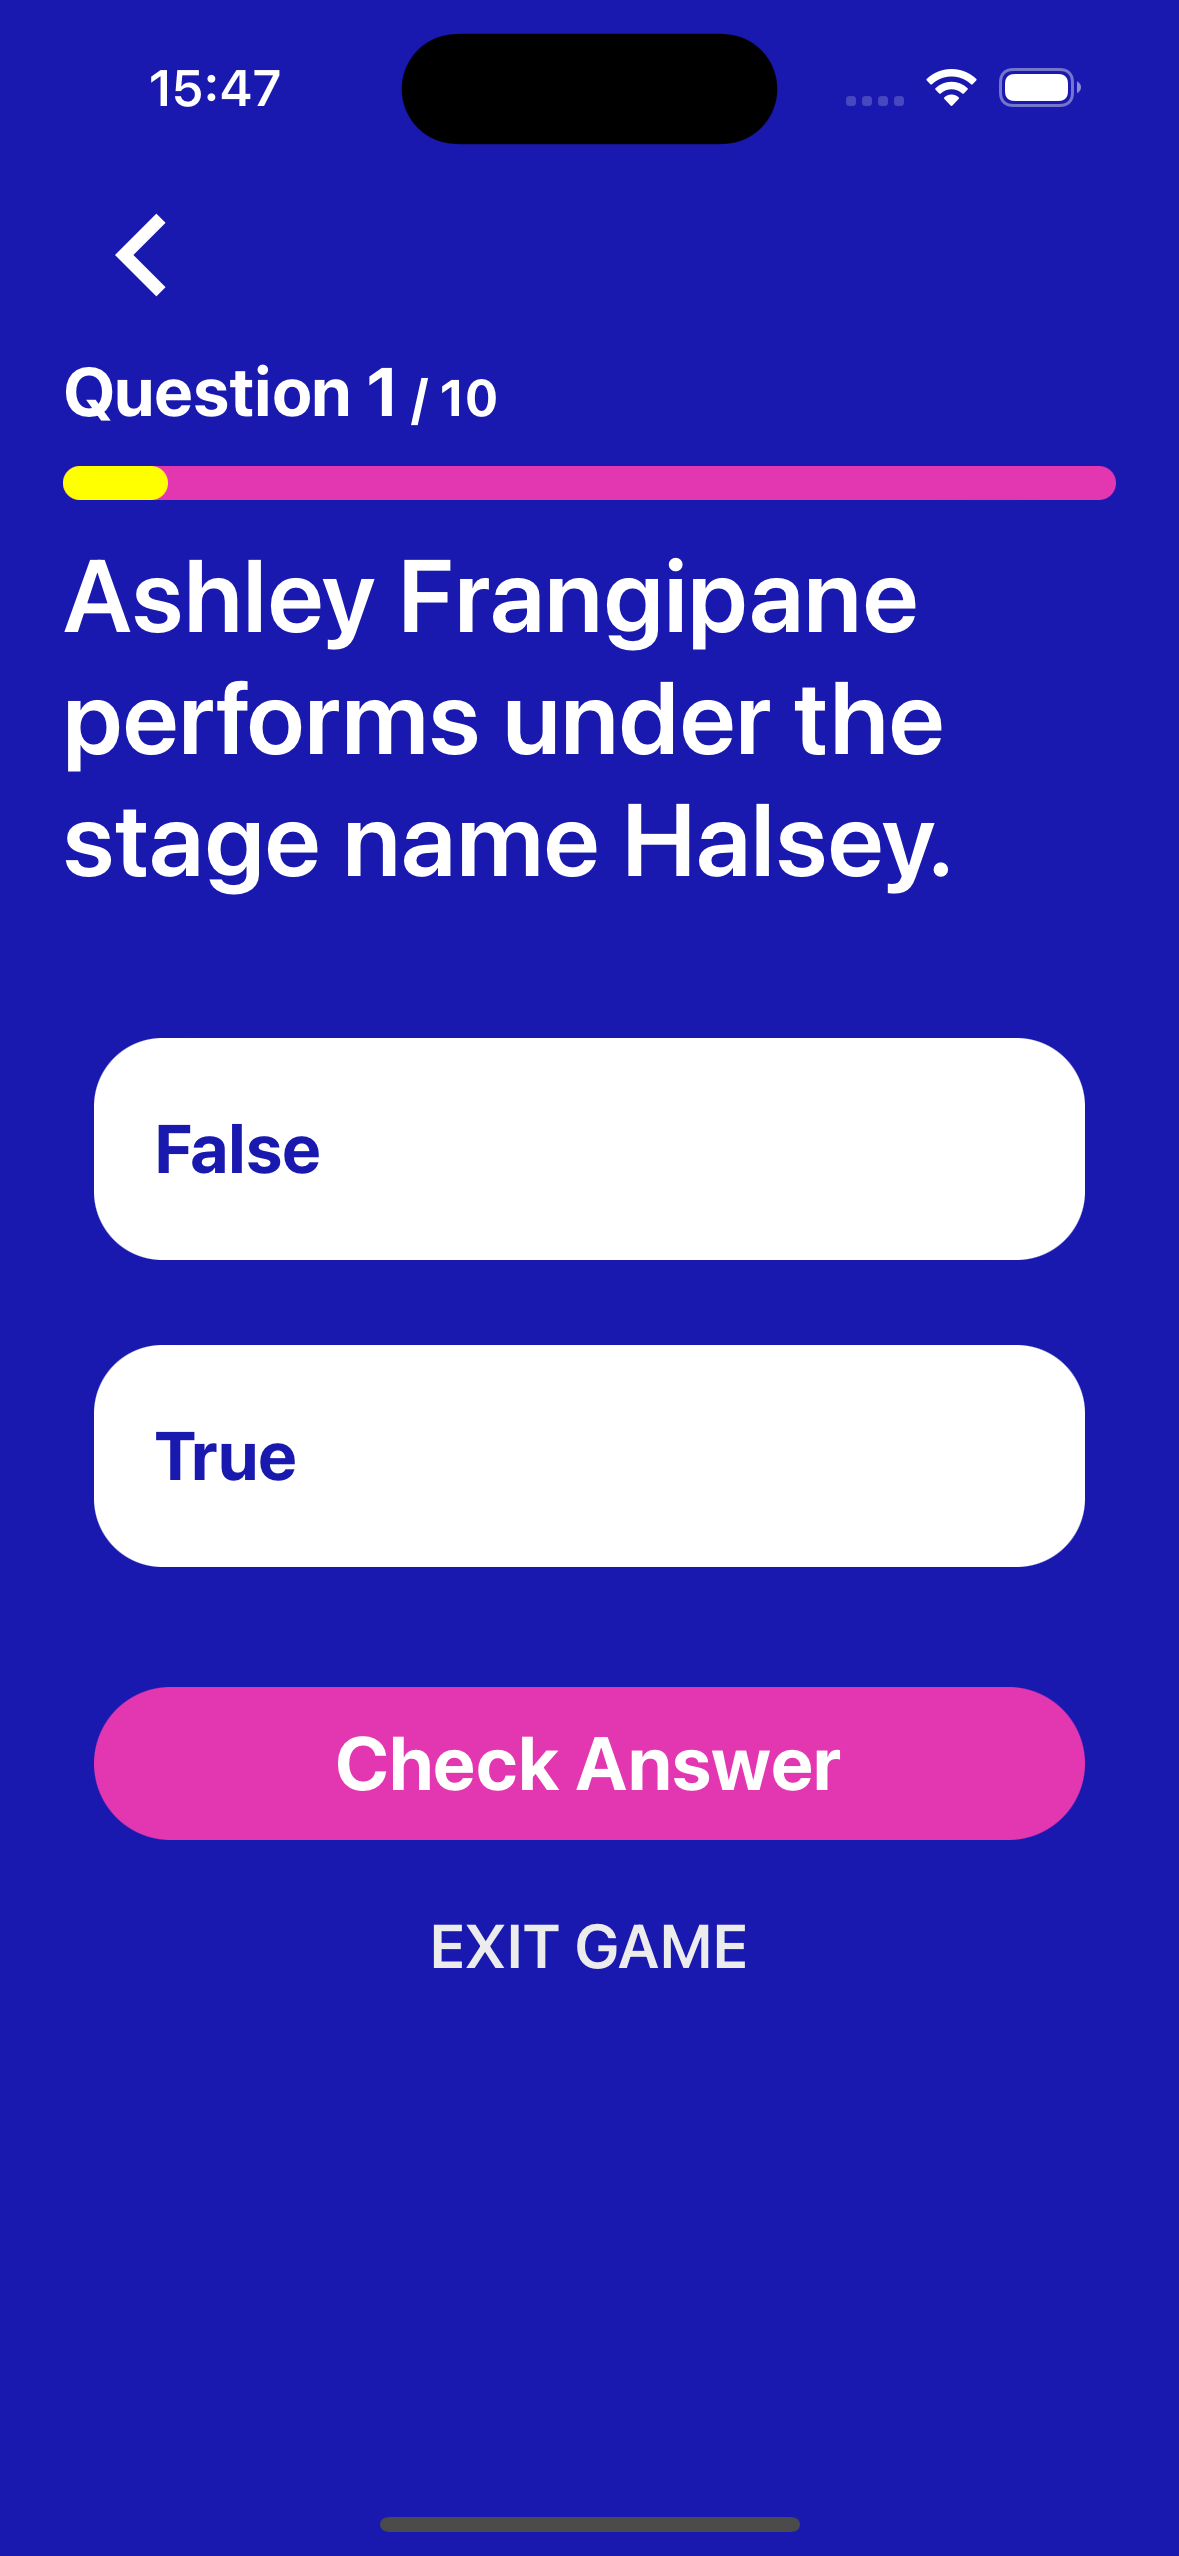 15:47
Question 1 / 10
Ashley Frangipane
performs under the
stage name Halsey.
False
True
Check Answer
EXIT GAME